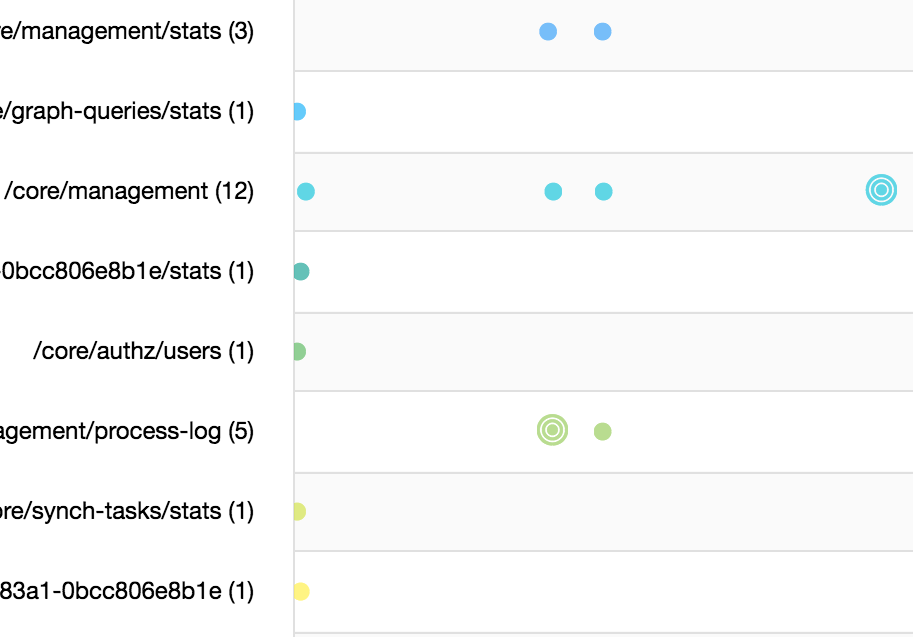 e/management/stats (3)
/graph-queries/stats (1)
/core/management (12)
0bcc806e8b1e/stats (1)
/core/authz/users (1)
agement/process-log (5)
re/synch-tasks/stats (1)
83a1-0bcc806e8b1e (1)